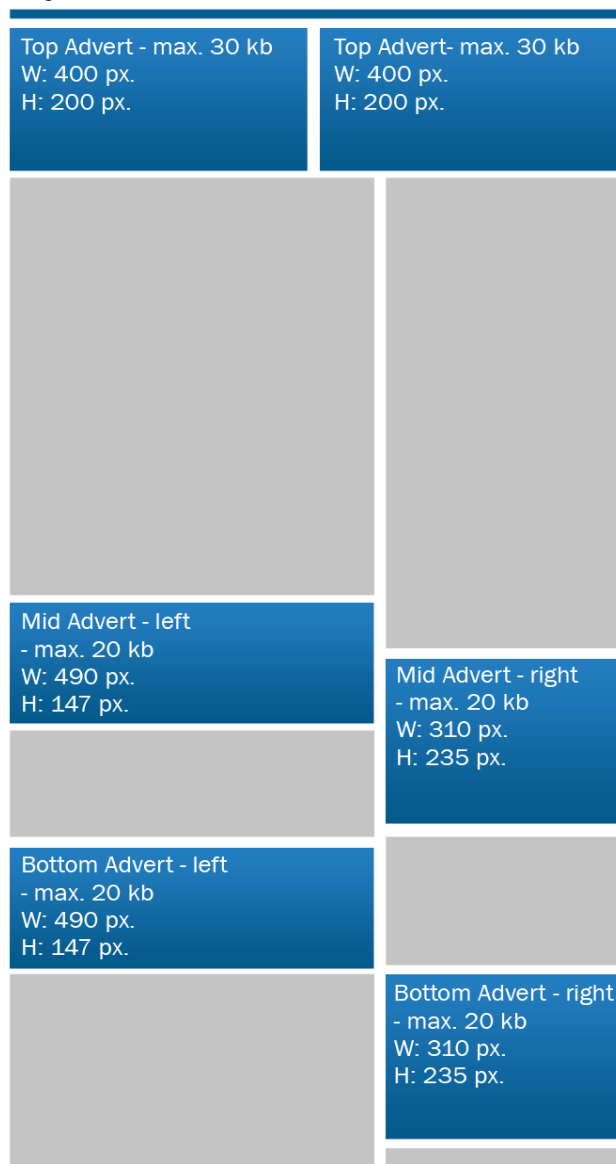 Top Advert - max. 30 kb
W: 400 px.
H: 200 px.
Top Advert- max. 30 kb
W: 400 px.
H: 200 px.
Mid Advert - left
- max. 20 kb
W: 490 px.
H: 147 px.
Mid Advert - right
- max. 20 kb
W: 310 px.
H: 235 px.
Bottom Advert - left
- max. 20 kb
W: 490 px.
H: 147 px.
Bottom Advert - right
- max. 20 kb
W: 310 px.
H: 235 px.